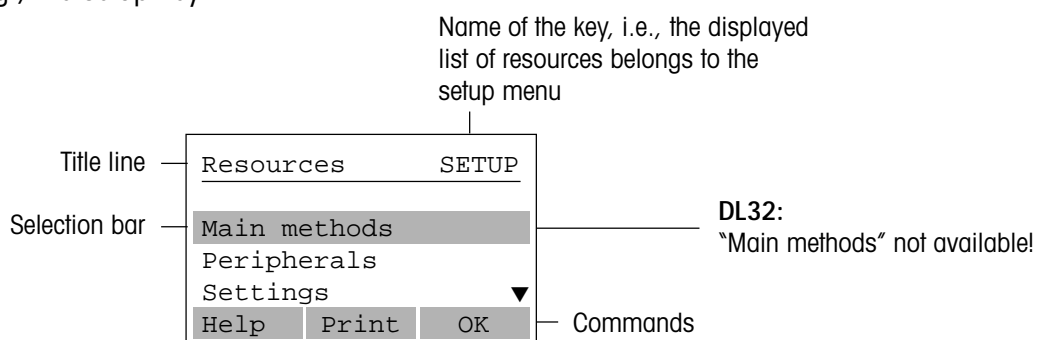 Name of the key, i.e., the displayed
list of resources belongs to the
setup menu
Title line
Resources SETUP
Selection bar
Main methods
DL32:
"Main methods" not available!
Peripherals
Settings ▼
Help Print OK
Commands